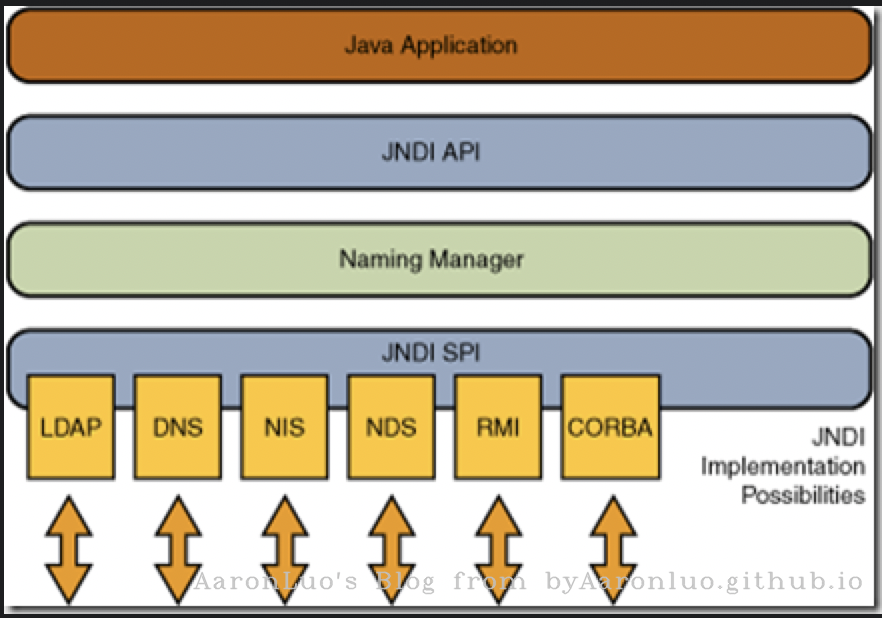 Java Application
JNDI API
Naming Manager
JNDI SPI
LDAP
DNS
NIS
NDS
RMI
CORBA
JNDI
Implementation
Possibilities
AaronLuo's Blog from byAaronluo.github.io